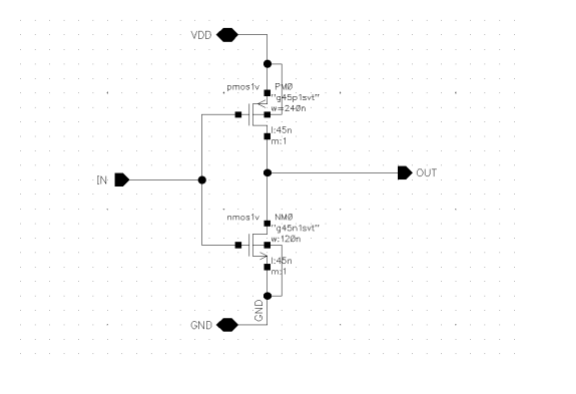 VDD
pmos1v PM0
"g45p1svt"
w=240n
l:45n
m:1
IN
OUT
nmos1v NM0
"g45n1svt"
w:120n
l:45n
m:1
GND
GND